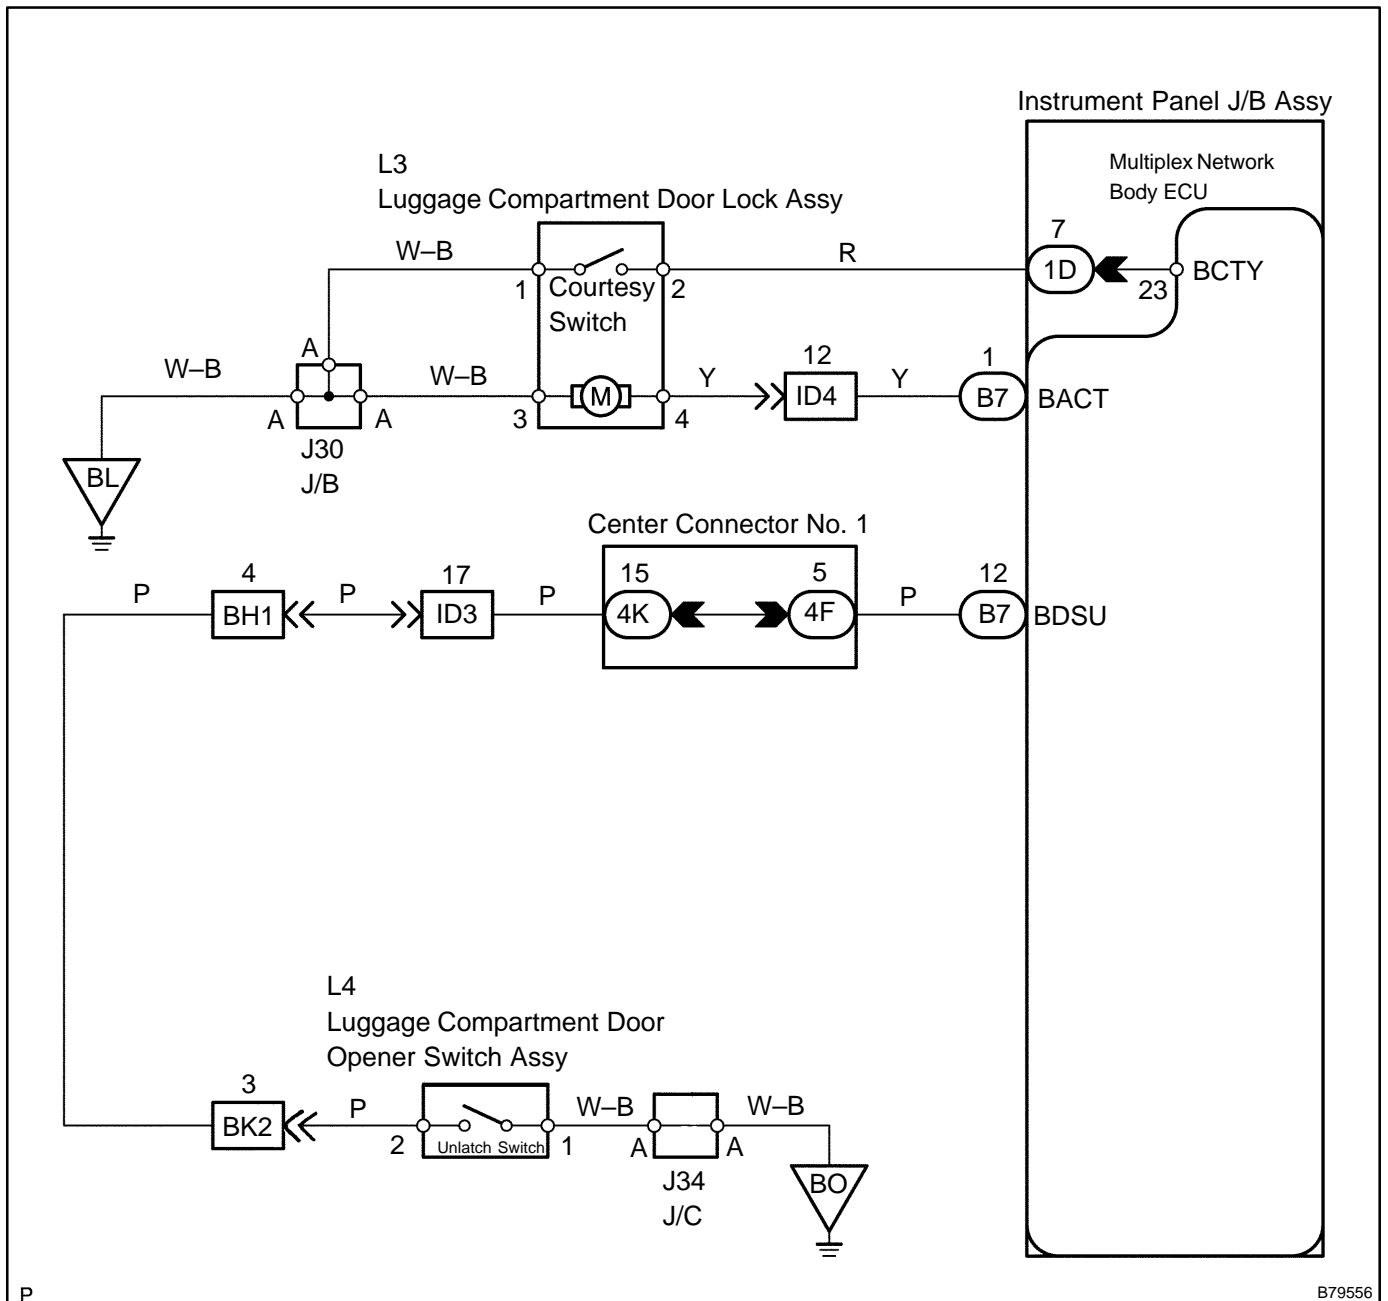 Instrument Panel J/B Assy
Multiplex Network
Body ECU
L3
Luggage Compartment Door Lock Assy
W–B
R
7
1D
23
BCTY
1
Courtesy
Switch
2
A
W–B
W–B
Y
12
ID4
Y
1
B7
BACT
M
A
A
3
4
J30
J/B
BL
Center Connector No. 1
P
4
BH1
P
17
ID3
P
15
4K
5
4F
P
12
B7
BDSU
L4
Luggage Compartment Door
Opener Switch Assy
3
BK2
P
2
Unlatch Switch
1
W–B
A
A
W–B
J34
J/C
BO
P
B79556